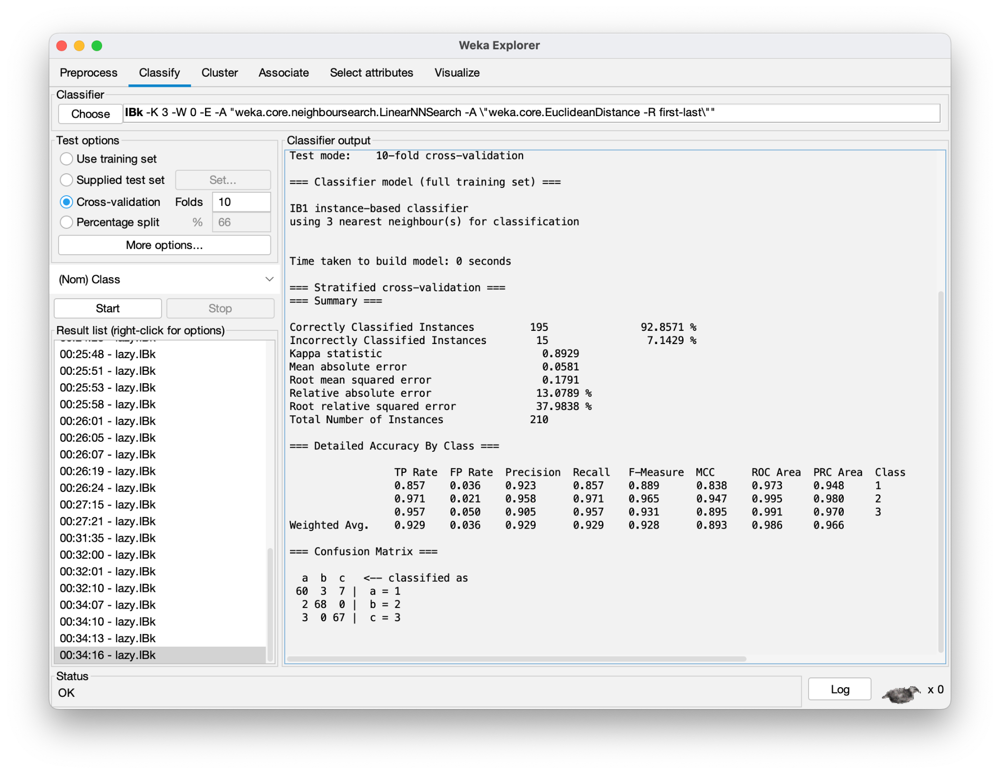 Weka Explorer
Preprocess Classify Cluster Associate Select attributes Visualize
Classifier
Choose IBk -K 3 -W 0 -E -A "weka.core.neighboursearch.LinearNNSearch -A \"weka.core.EuclideanDistance -R first-last\""
Test options
Use training set
Supplied test set Set...
Cross-validation Folds 10
Percentage split % 66
More options...
(Nom) Class
Start Stop
Result list (right-click for options)
00:25:48 - lazy.IBk
00:25:51 - lazy.IBk
00:25:53 - lazy.IBk
00:25:58 - lazy.IBk
00:26:01 - lazy.IBk
00:26:05 - lazy.IBk
00:26:07 - lazy.IBk
00:26:19 - lazy.IBk
00:26:24 - lazy.IBk
00:27:15 - lazy.IBk
00:27:21 - lazy.IBk
00:31:35 - lazy.IBk
00:32:00 - lazy.IBk
00:32:01 - lazy.IBk
00:32:10 - lazy.IBk
00:34:07 - lazy.IBk
00:34:10 - lazy.IBk
00:34:13 - lazy.IBk
00:34:16 - lazy.IBk
Classifier output
Test mode: 10-fold cross-validation
=== Classifier model (full training set) ===
IB1 instance-based classifier
using 3 nearest neighbour(s) for classification
Time taken to build model: 0 seconds
=== Stratified cross-validation ===
=== Summary ===
Correctly Classified Instances 195 92.8571 %
Incorrectly Classified Instances 15 7.1429 %
Kappa statistic 0.8929
Mean absolute error 0.0581
Root mean squared error 0.1791
Relative absolute error 13.0789 %
Root relative squared error 37.9838 %
Total Number of Instances 210
=== Detailed Accuracy By Class ===
TP Rate FP Rate Precision Recall F-Measure MCC ROC Area PRC Area Class
0.857 0.036 0.923 0.857 0.889 0.838 0.973 0.948 1
0.971 0.021 0.958 0.971 0.965 0.947 0.995 0.980 2
0.957 0.050 0.905 0.957 0.931 0.895 0.991 0.970 3
Weighted Avg. 0.929 0.036 0.929 0.929 0.928 0.893 0.986 0.966
=== Confusion Matrix ===
a b c <-- classified as
60 3 7 | a = 1
2 68 0 | b = 2
3 0 67 | c = 3
Status
OK
Log x 0